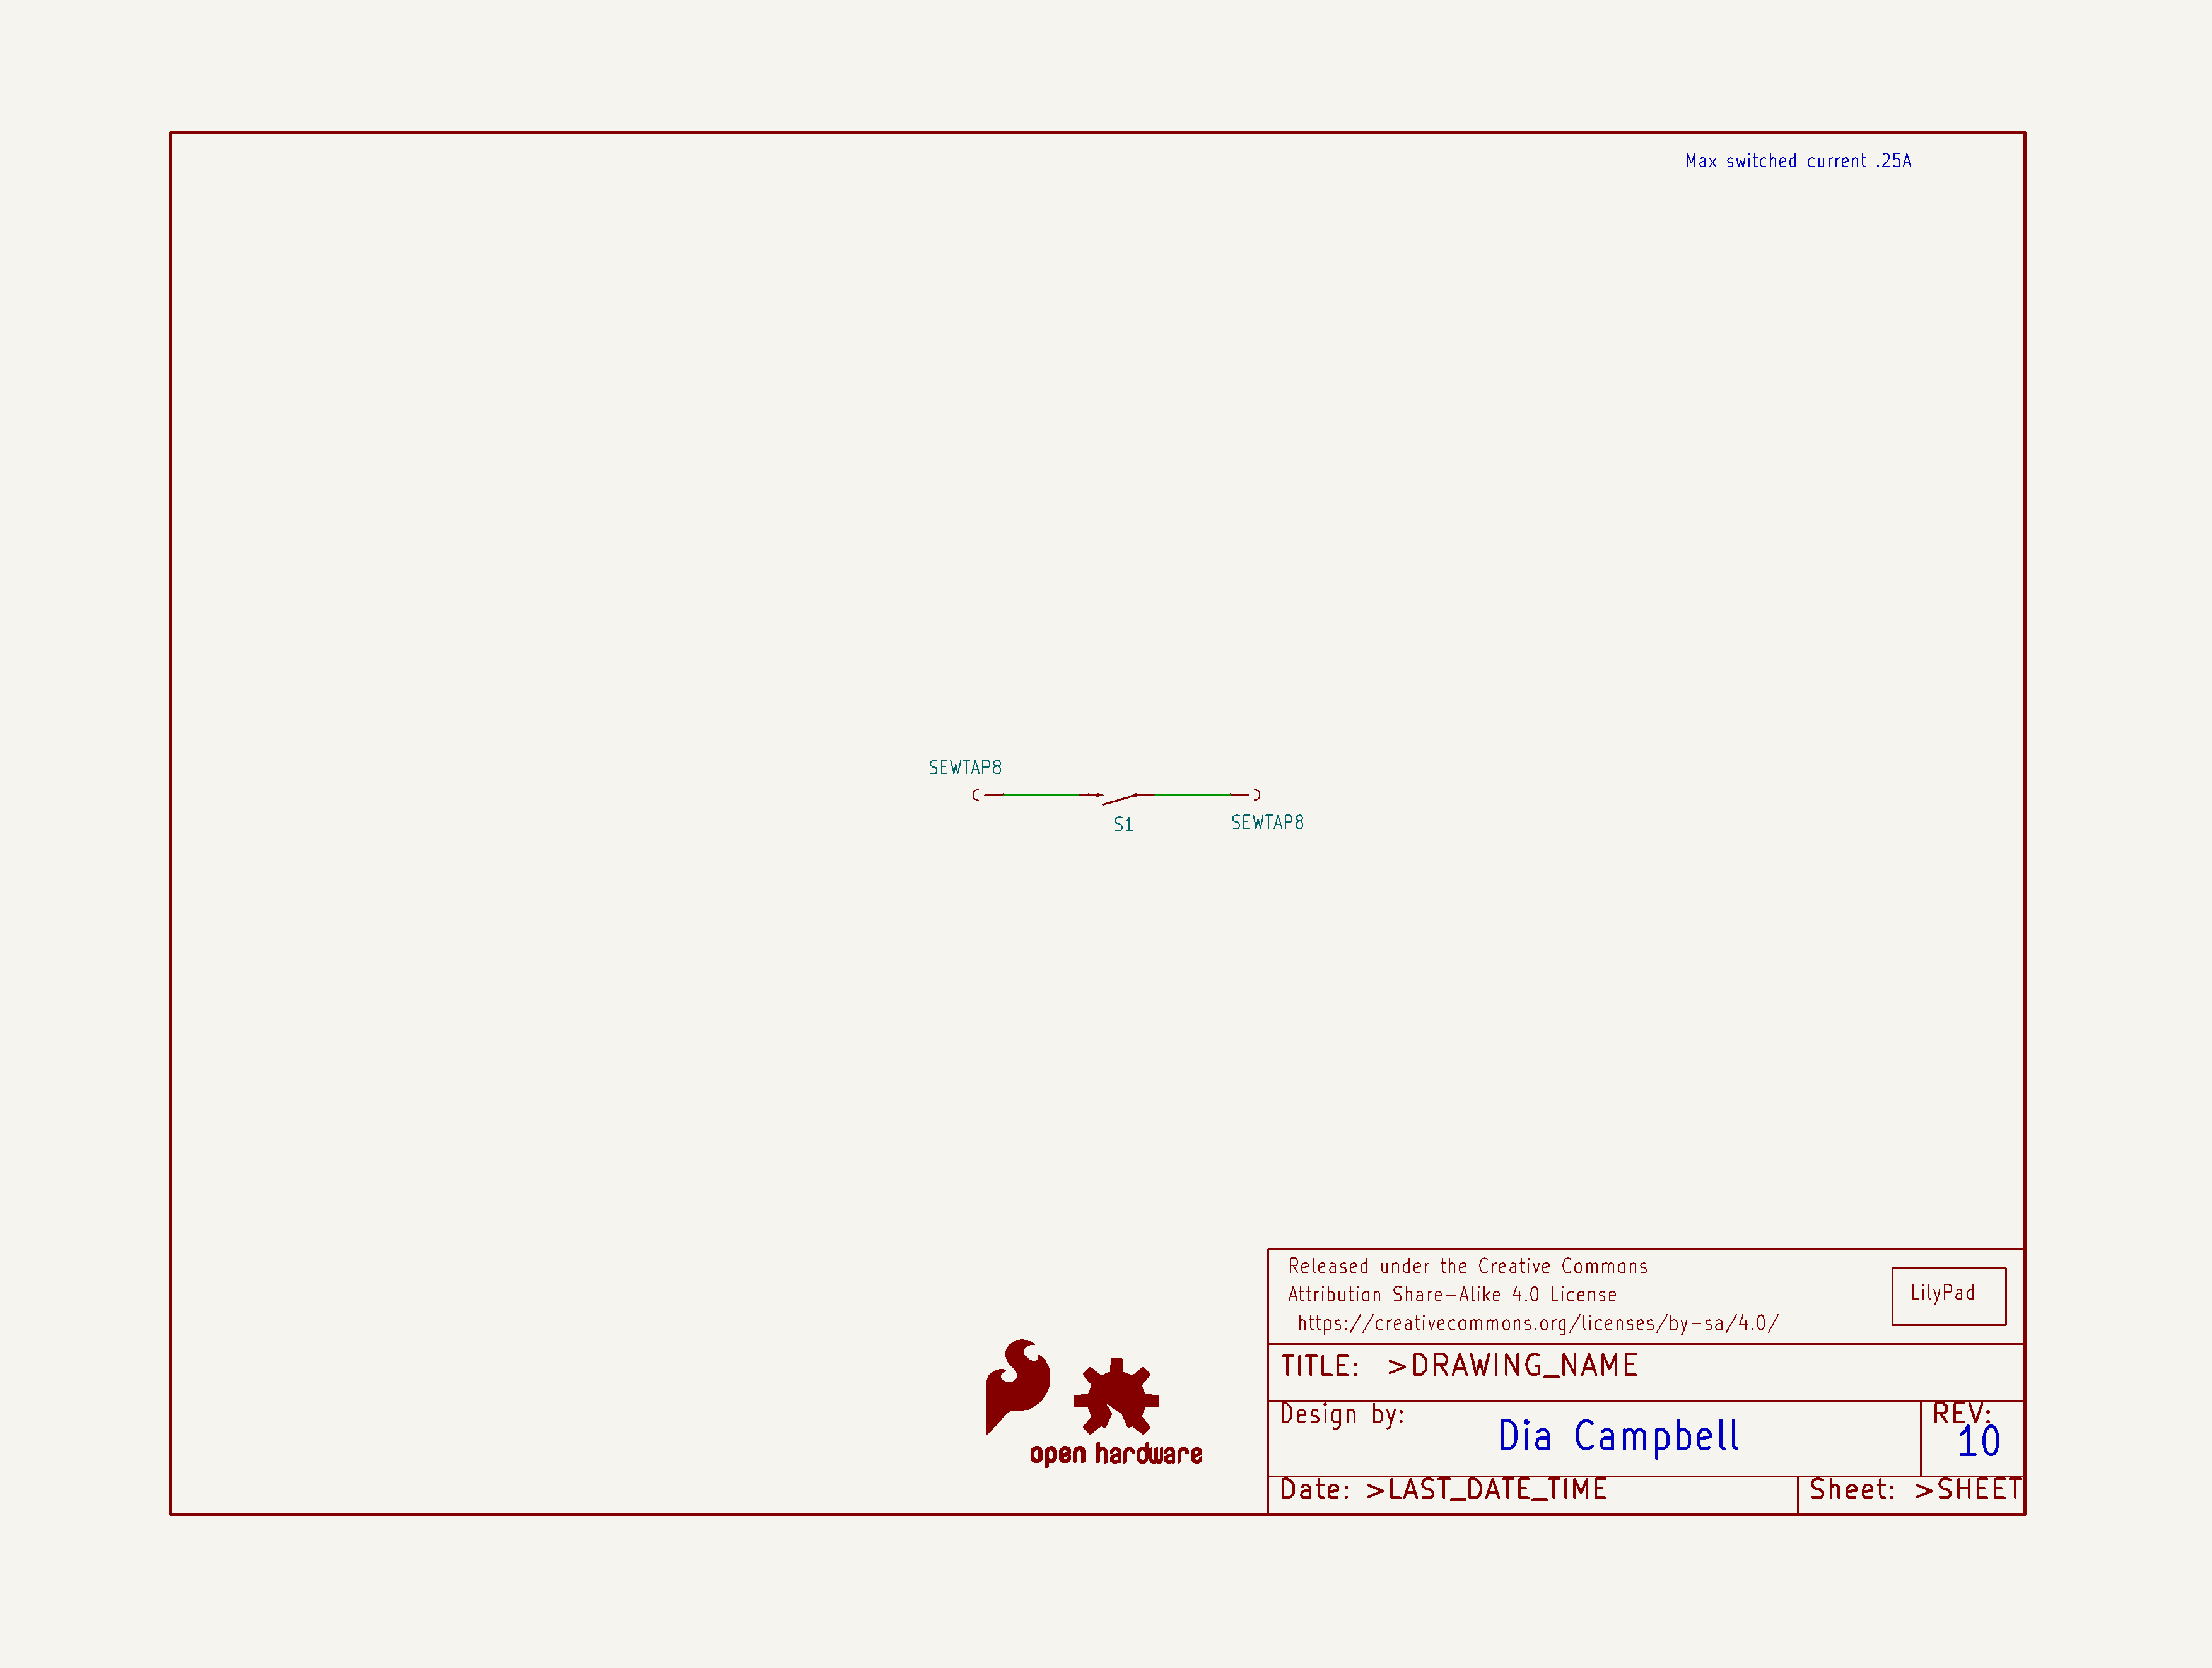 Max switched current .25A
SEWTAP8
S1
SEWTAP8
Released under the Creative Commons
Attribution Share-Alike 4.0 License
https://creativecommons.org/licenses/by-sa/4.0/
LilyPad
TITLE: >DRAWING_NAME
Design by:
Dia Campbell
REV:
10
open hardware
Date: >LAST_DATE_TIME
Sheet: >SHEET